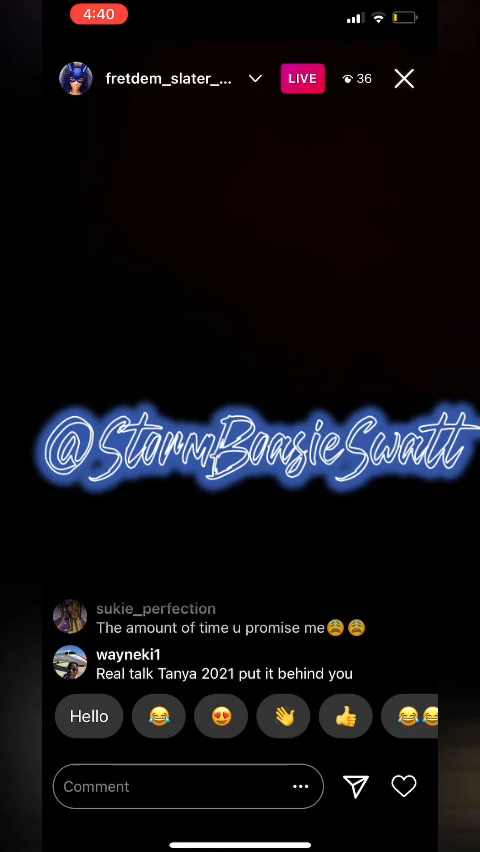 4:40
fretdem_slater_...
LIVE
36
@StormBoasieSwatt
sukie_perfection
The amount of time u promise me😩😩
wayneki1
Real talk Tanya 2021 put it behind you
Hello 😂 😍 👋 👍 😂😂
Comment